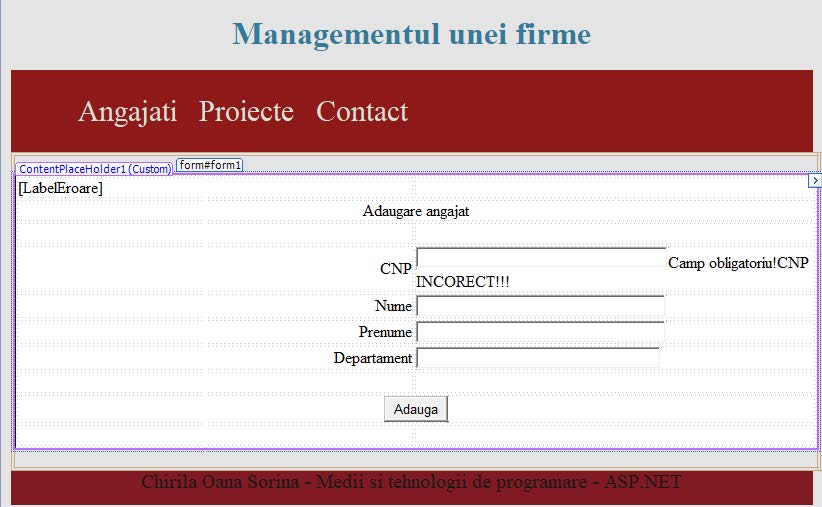 Managementul unei firme
Angajati Proiecte Contact
ContentPlaceHolder1 (Custom) form#form1
[LabelEroare]
Adaugare angajat
CNP Camp obligatoriu!CNP
INCORECT!!!
Nume
Prenume
Departament
Adauga
Chirila Oana Sorina - Medii si tehnologii de programare - ASP.NET